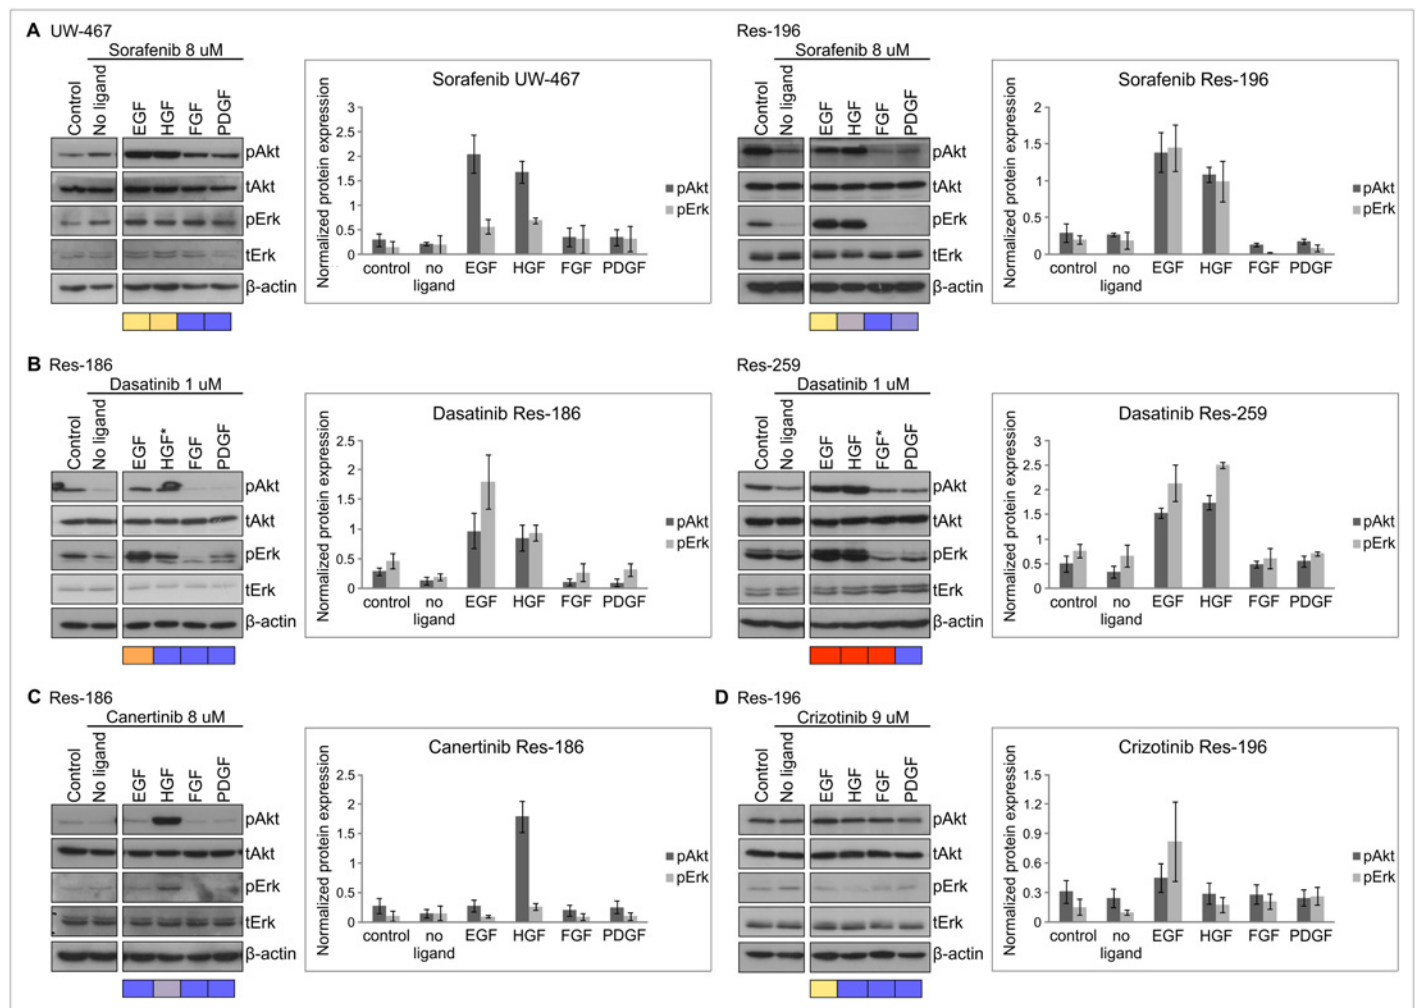 A UW-467
Sorafenib 8 uM
Control
No ligand
EGF
HGF
FGF
PDGF
pAkt
tAkt
pErk
tErk
β-actin
Sorafenib UW-467
Normalized protein expression
3
2.5
2
1.5
1
0.5
0
control
no ligand
EGF
HGF
FGF
PDGF
pAkt
pErk
Res-196
Sorafenib 8 uM
Control
No ligand
EGF
HGF
FGF
PDGF
pAkt
tAkt
pErk
tErk
β-actin
Sorafenib Res-196
Normalized protein expression
2
1.5
1
0.5
0
control
no ligand
EGF
HGF
FGF
PDGF
pAkt
pErk
B Res-186
Dasatinib 1 uM
Control
No ligand
EGF
HGF*
FGF
PDGF
pAkt
tAkt
pErk
tErk
β-actin
Dasatinib Res-186
Normalized protein expression
2.5
2
1.5
1
0.5
0
control
no ligand
EGF
HGF
FGF
PDGF
pAkt
pErk
Res-259
Dasatinib 1 uM
Control
No ligand
EGF
HGF
FGF*
PDGF
pAkt
tAkt
pErk
tErk
β-actin
Dasatinib Res-259
Normalized protein expression
3
2.5
2
1.5
1
0.5
0
control
no ligand
EGF
HGF
FGF
PDGF
pAkt
pErk
C Res-186
Canertinib 8 uM
Control
No ligand
EGF
HGF
FGF
PDGF
pAkt
tAkt
pErk
tErk
β-actin
Canertinib Res-186
Normalized protein expression
2.5
2
1.5
1
0.5
0
control
no ligand
EGF
HGF
FGF
PDGF
pAkt
pErk
D Res-196
Crizotinib 9 uM
Control
No ligand
EGF
HGF
FGF
PDGF
pAkt
tAkt
pErk
tErk
β-actin
Crizotinib Res-196
Normalized protein expression
1.5
1.2
0.9
0.6
0.3
0
control
no ligand
EGF
HGF
FGF
PDGF
pAkt
pErk